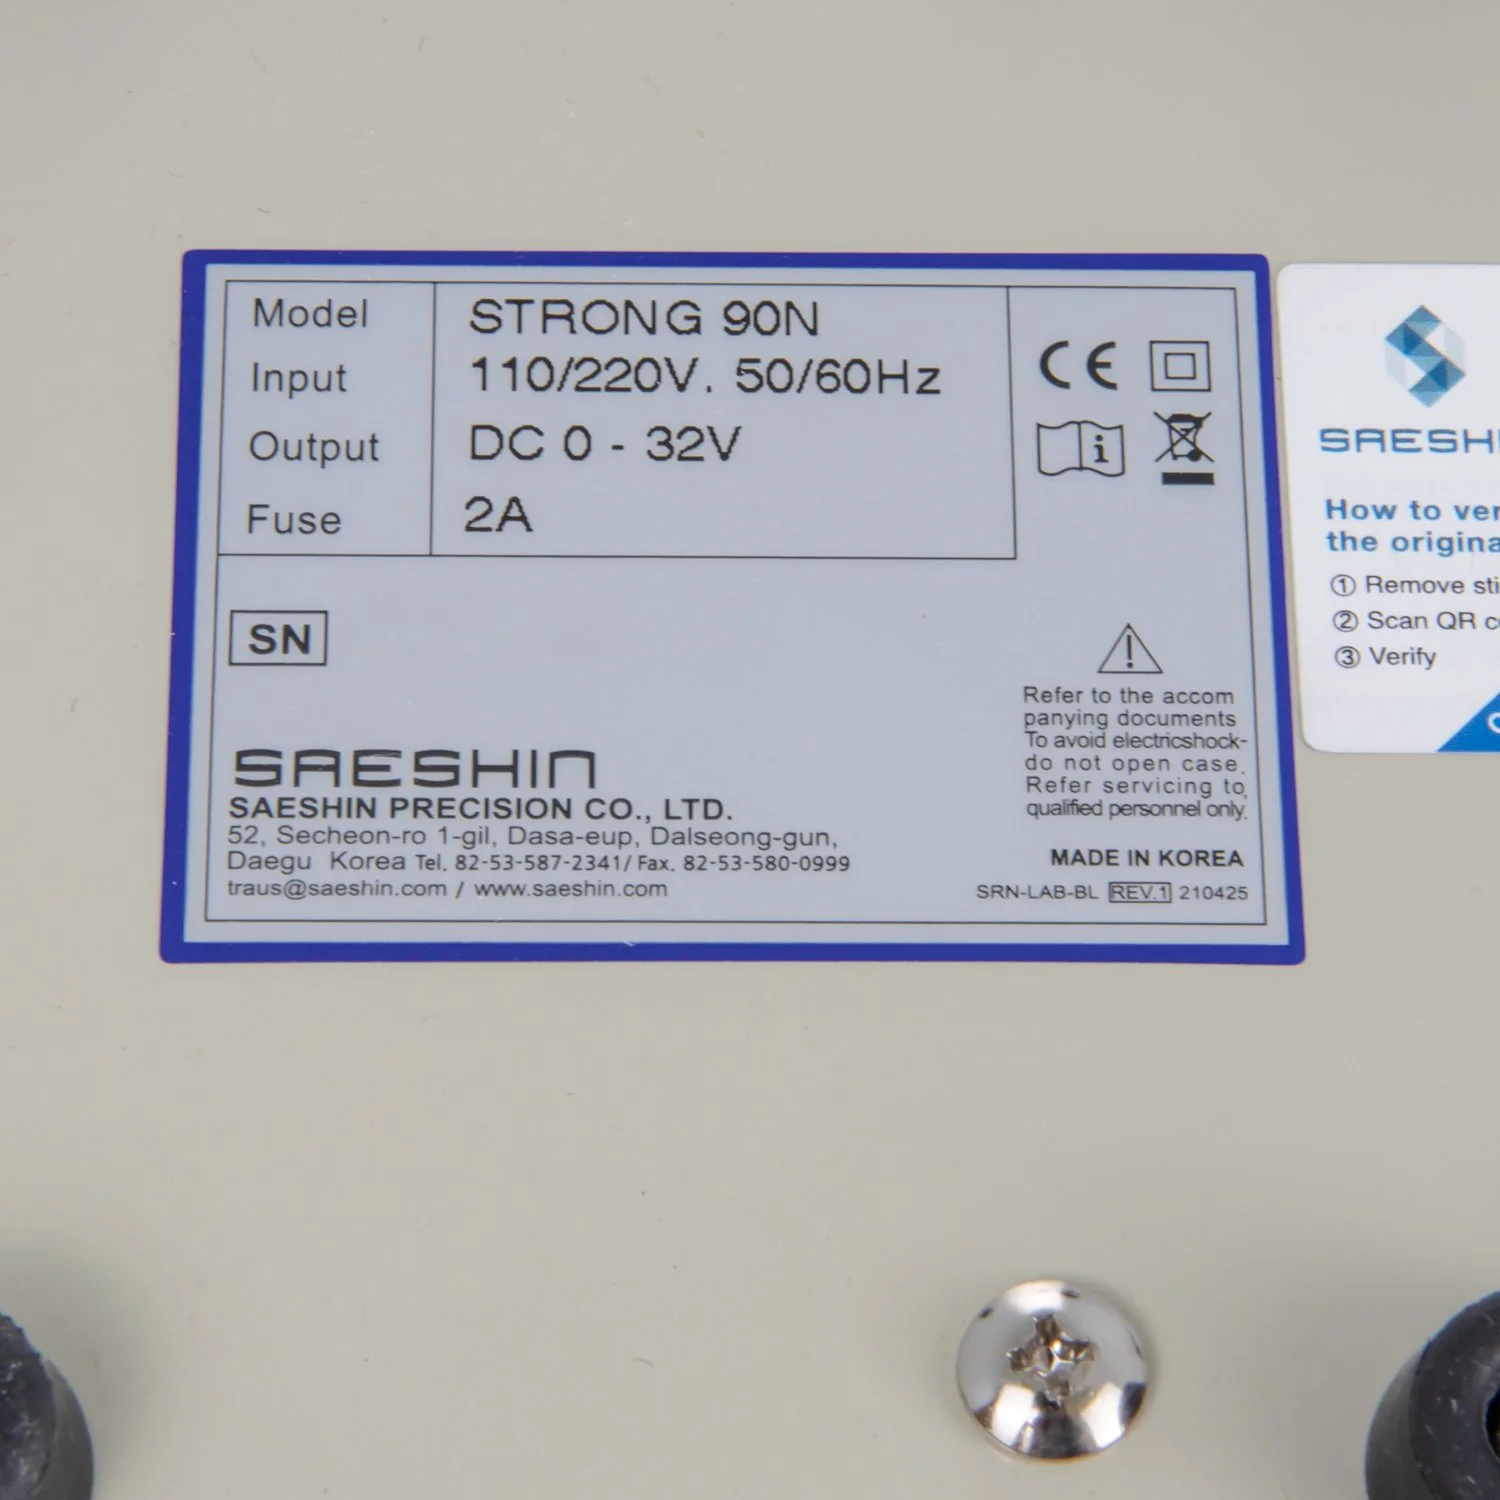 Model STRONG 90N
Input 110/220V. 50/60Hz
Output DC 0 - 32V
Fuse 2A
CE
i
SN
Refer to the accom
panying documents
To avoid electricshock-
do not open case.
Refer servicing to
qualified personnel only.
SAESHIN
SAESHIN PRECISION CO., LTD.
52, Secheon-ro 1-gil, Dasa-eup, Dalseong-gun,
Daegu Korea Tel. 82-53-587-2341/ Fax. 82-53-580-0999
traus@saeshin.com / www.saeshin.com
MADE IN KOREA
SRN-LAB-BL REV.1 210425
SAESH
How to ver
the origina
① Remove sti
② Scan QR c
③ Verify